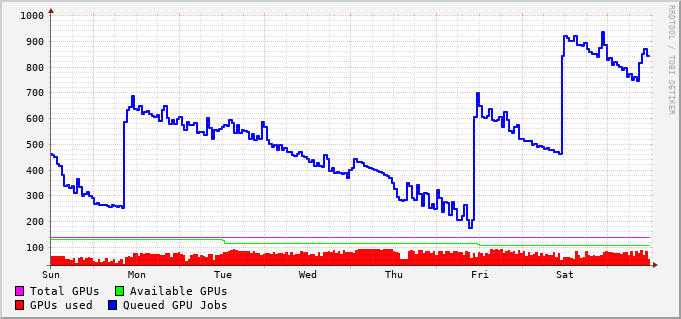 1000
900
800
700
600
500
400
300
200
100
Sun Mon Tue Wed Thu Fri Sat
Total GPUs Available GPUs
GPUs used Queued GPU Jobs
RRDTOOL / TOBI OETIKER